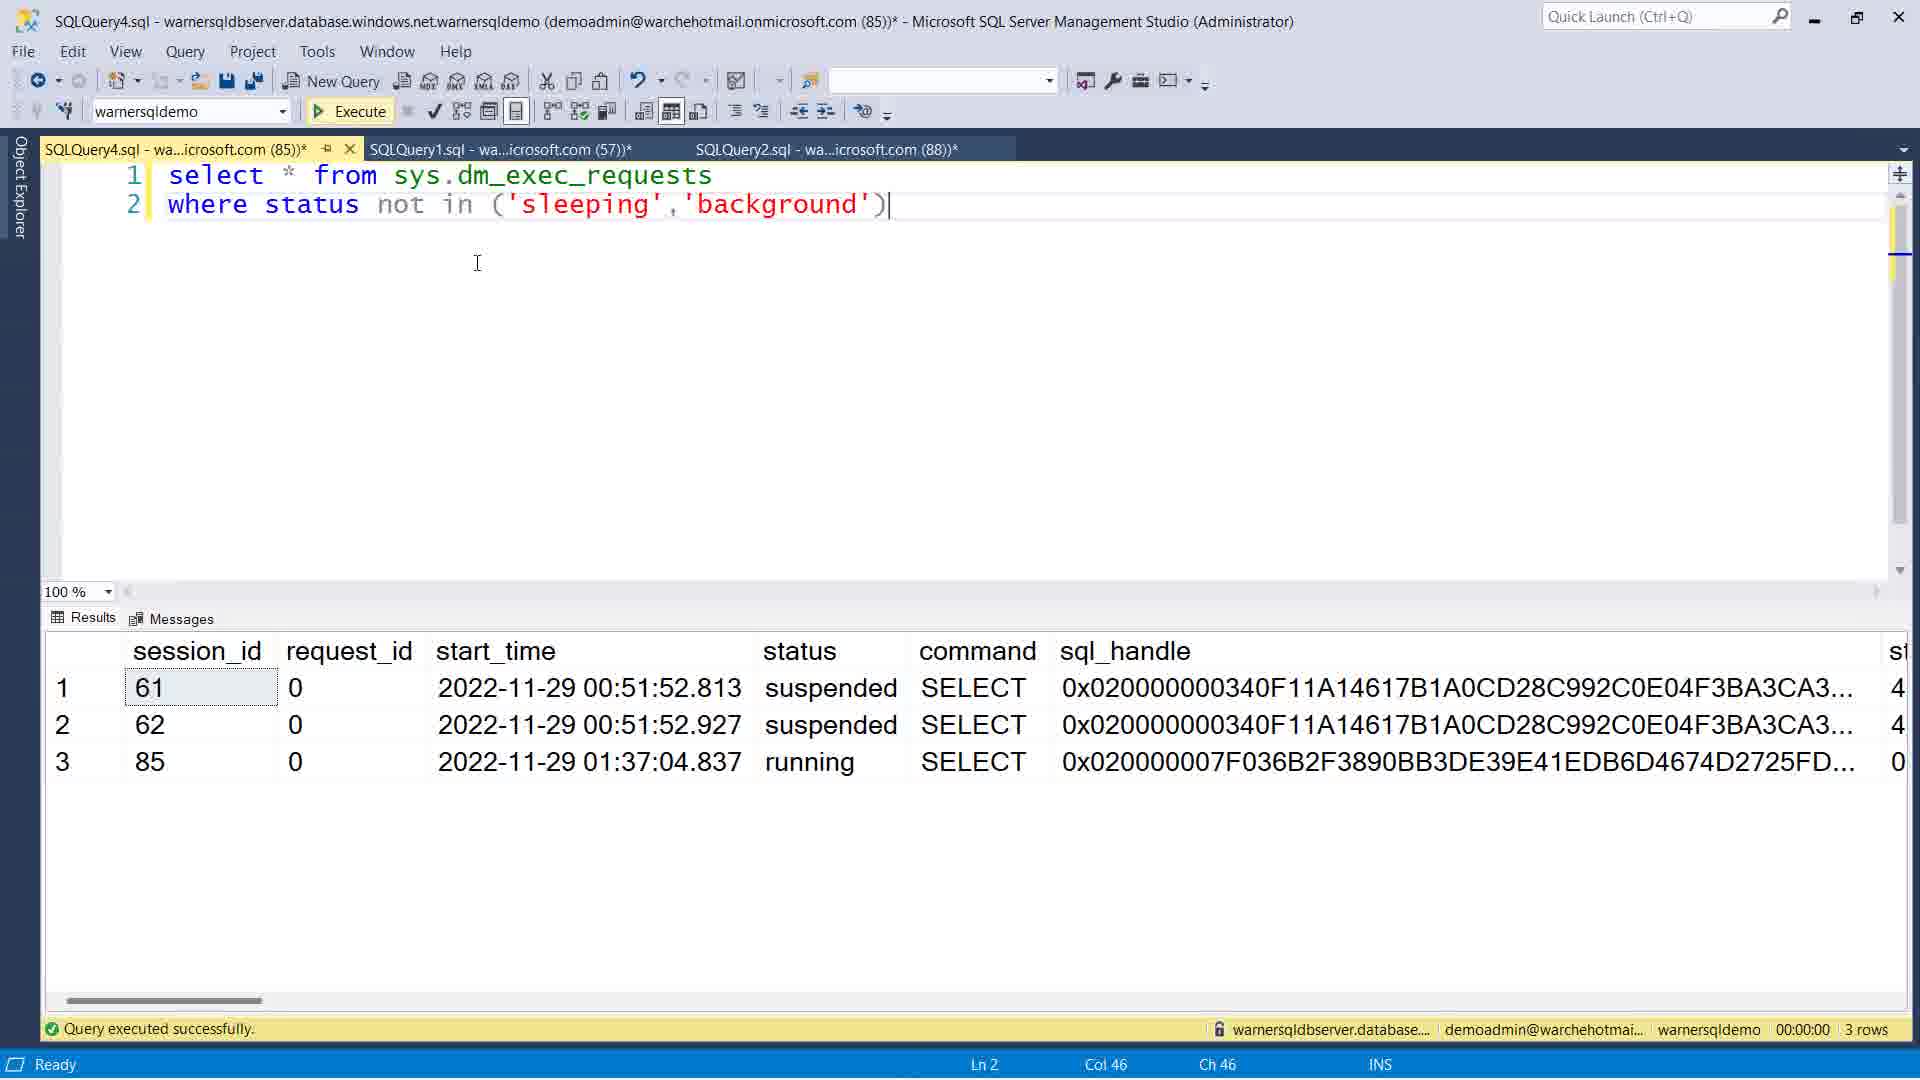 SQLQuery4.sql - warnersqldbserver.database.windows.net.warnersqldemo (demoadmin@warchehotmail.onmicrosoft.com (85))* - Microsoft SQL Server Management Studio (Administrator)
Quick Launch (Ctrl+Q)
File Edit View Query Project Tools Window Help
New Query MDX DMX XMLA DAX
warnersqldemo Execute
Object Explorer
SQLQuery4.sql - wa...icrosoft.com (85))* SQLQuery1.sql - wa...icrosoft.com (57))* SQLQuery2.sql - wa...icrosoft.com (88))*
1 select * from sys.dm_exec_requests
2 where status not in ('sleeping','background')
100 %
Results Messages
session_id request_id start_time status command sql_handle st
1 61 0 2022-11-29 00:51:52.813 suspended SELECT 0x020000000340F11A14617B1A0CD28C992C0E04F3BA3CA3... 4
2 62 0 2022-11-29 00:51:52.927 suspended SELECT 0x020000000340F11A14617B1A0CD28C992C0E04F3BA3CA3... 4
3 85 0 2022-11-29 01:37:04.837 running SELECT 0x020000007F036B2F3890BB3DE39E41EDB6D4674D2725FD... 0
Query executed successfully. warnersqldbserver.database.... demoadmin@warchehotmai... warnersqldemo 00:00:00 3 rows
Ready Ln 2 Col 46 Ch 46 INS